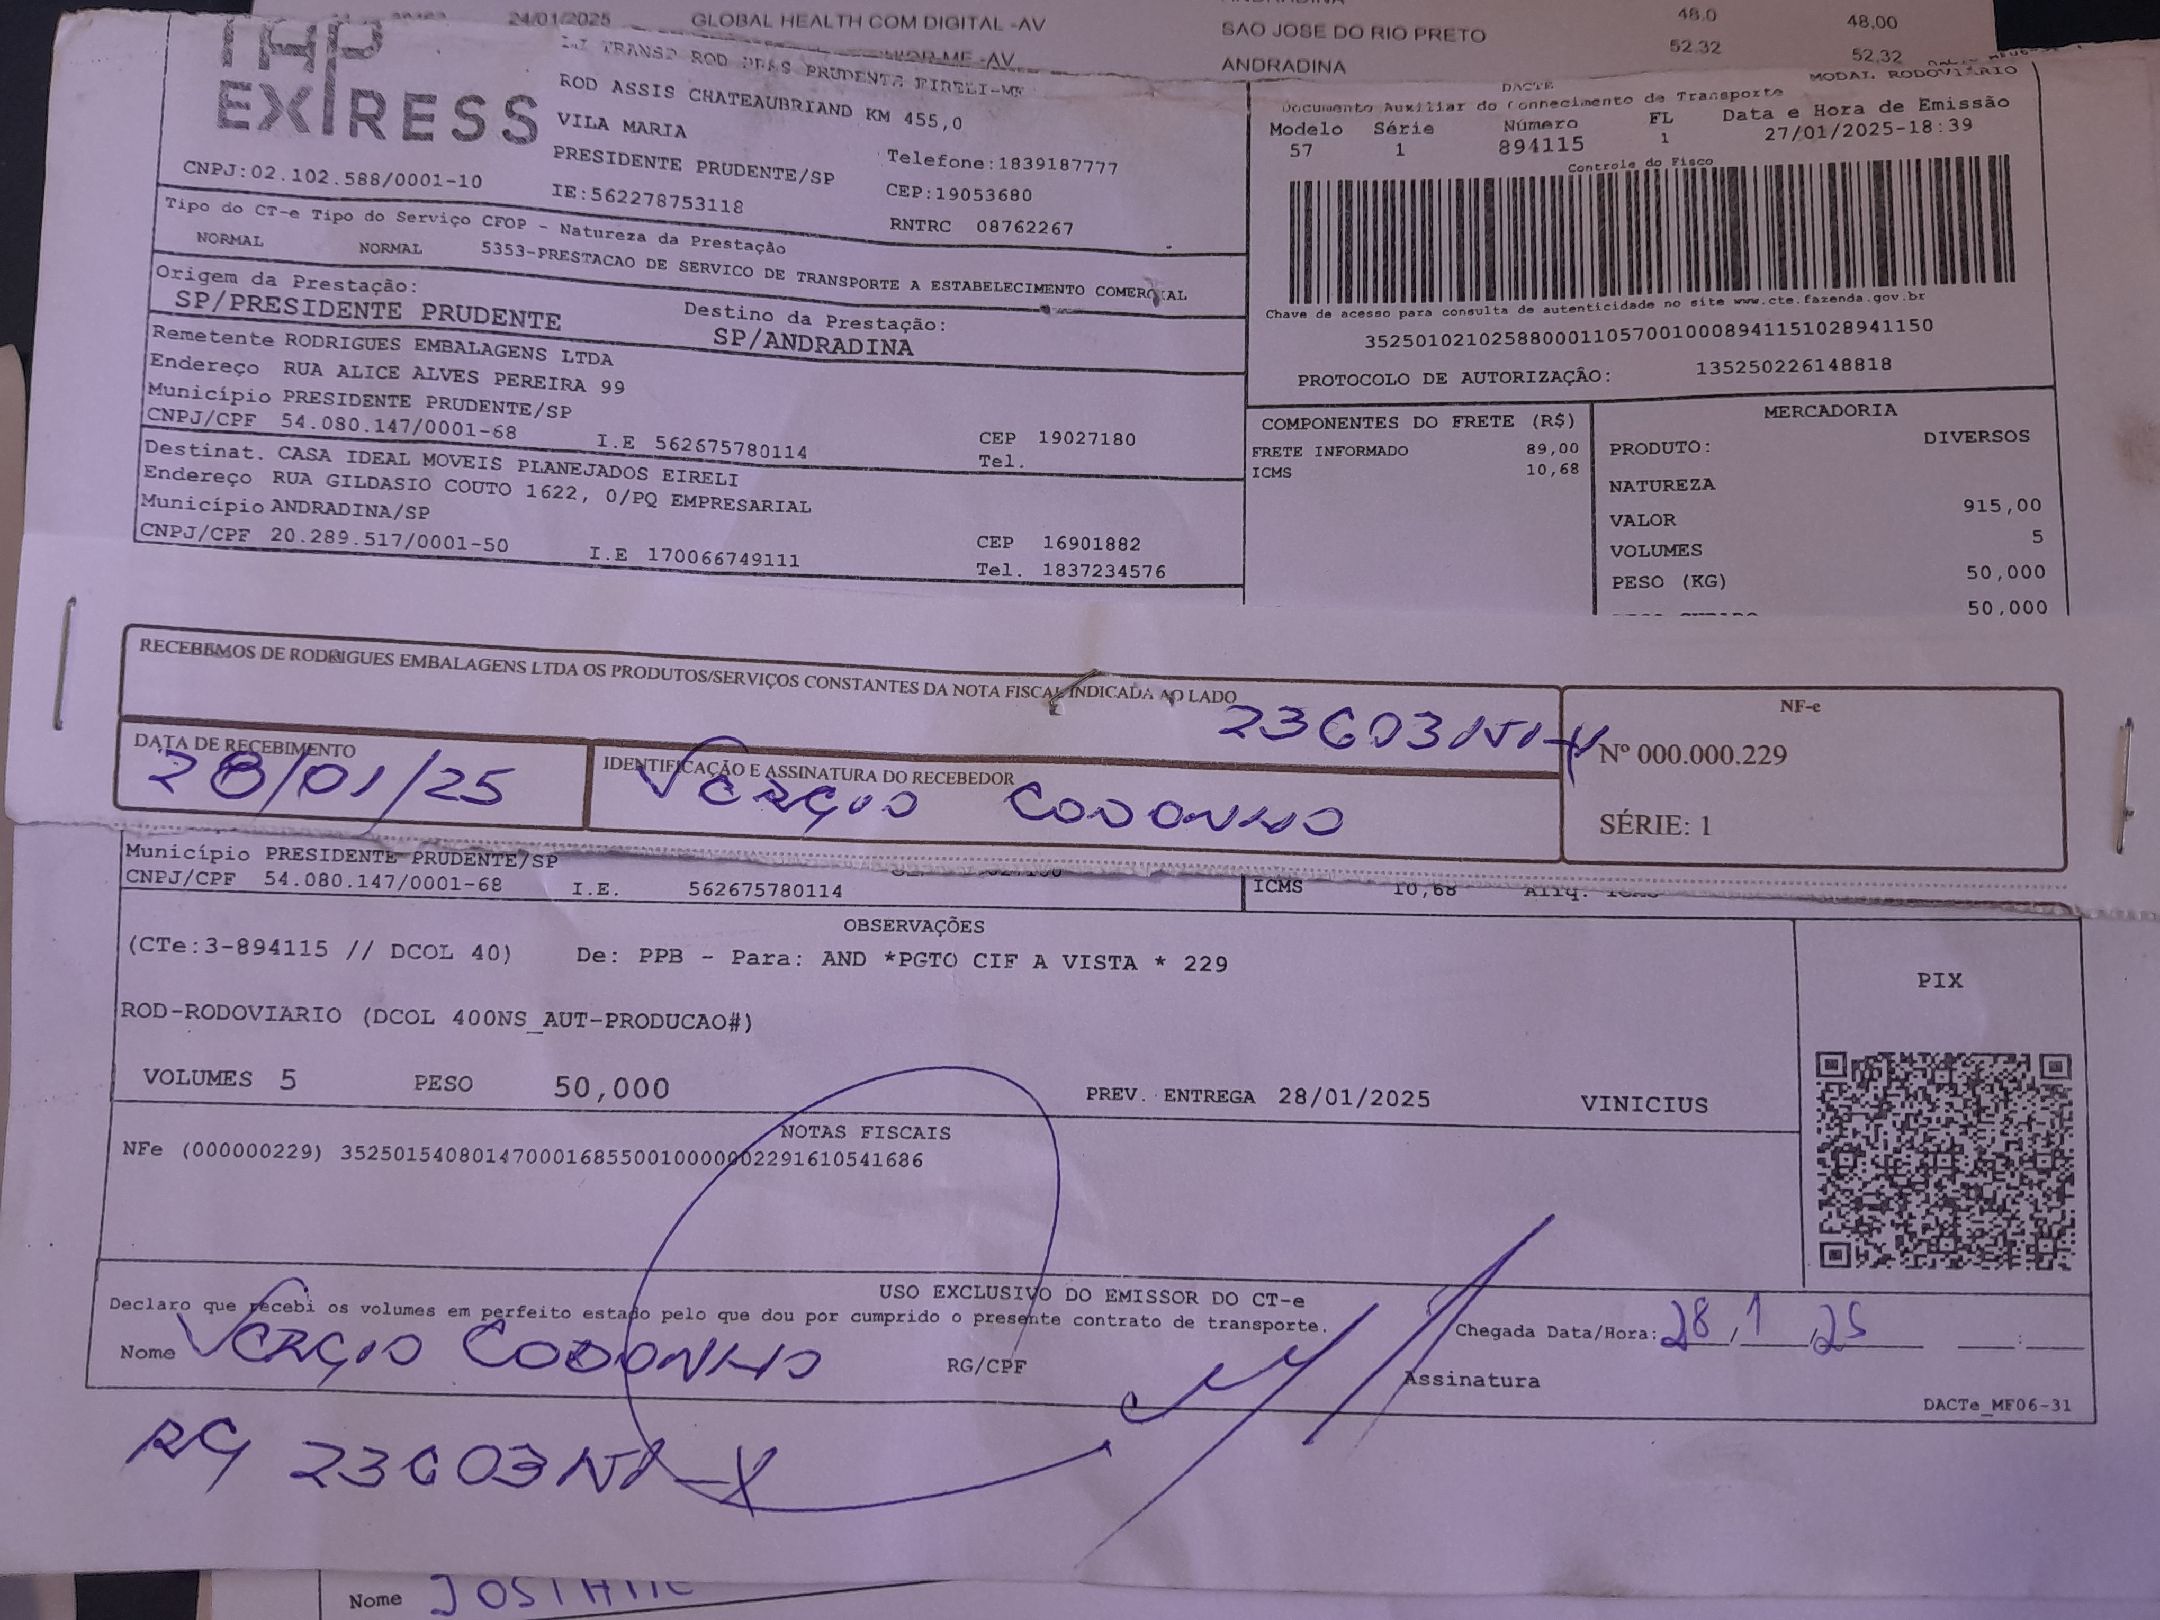 24/01/2025 GLOBAL HEALTH COM DIGITAL -AV
SAO JOSE DO RIO PRETO 48,0 48,00
ANDRADINA 52,32 52,32
TAP
EXPRESS
TRANSP ROD PRES PRUDENTE EIRELI-ME
ROD ASSIS CHATEAUBRIAND KM 455,0
VILA MARIA
PRESIDENTE PRUDENTE/SP Telefone:1839187777
CNPJ:02.102.588/0001-10 IE:562278753118 CEP:19053680
RNTRC 08762267
MODAL RODOVIÁRIO
DACTE
Documento Auxiliar do Conhecimento de Transporte
Modelo Série Número FL Data e Hora de Emissão
57 1 894115 1 27/01/2025-18:39
Controle do Fisco
Chave de acesso para consulta de autenticidade no site www.cte.fazenda.gov.br
35250102102588000110570010008941151028941150
PROTOCOLO DE AUTORIZAÇÃO: 135250226148818
Tipo do CT-e Tipo do Serviço CFOP - Natureza da Prestação
NORMAL NORMAL 5353-PRESTACAO DE SERVICO DE TRANSPORTE A ESTABELECIMENTO COMERCIAL
Origem da Prestação: Destino da Prestação:
SP/PRESIDENTE PRUDENTE SP/ANDRADINA
Remetente RODRIGUES EMBALAGENS LTDA
Endereço RUA ALICE ALVES PEREIRA 99
Município PRESIDENTE PRUDENTE/SP
CNPJ/CPF 54.080.147/0001-68 I.E 562675780114 CEP 19027180
Tel.
Destinat. CASA IDEAL MOVEIS PLANEJADOS EIRELI
Endereço RUA GILDASIO COUTO 1622, 0/PQ EMPRESARIAL
Município ANDRADINA/SP
CNPJ/CPF 20.289.517/0001-50 I.E 170066749111 CEP 16901882
Tel. 1837234576
COMPONENTES DO FRETE (R$)
FRETE INFORMADO 89,00
ICMS 10,68
MERCADORIA
PRODUTO: DIVERSOS
NATUREZA
VALOR 915,00
VOLUMES 5
PESO (KG) 50,000
50,000
RECEBEMOS DE RODRIGUES EMBALAGENS LTDA OS PRODUTOS/SERVIÇOS CONSTANTES DA NOTA FISCAL INDICADA AO LADO
DATA DE RECEBIMENTO
28/01/25
IDENTIFICAÇÃO E ASSINATURA DO RECEBEDOR
NF-e
Nº 000.000.229
SÉRIE: 1
Município PRESIDENTE PRUDENTE/SP
CNPJ/CPF 54.080.147/0001-68 I.E. 562675780114 ICMS 10,68 Aliq. ICMS
OBSERVAÇÕES
(CTe:3-894115 // DCOL 40) De: PPB - Para: AND *PGTO CIF A VISTA * 229
ROD-RODOVIARIO (DCOL 400NS_AUT-PRODUCAO#)
VOLUMES 5 PESO 50,000 PREV. ENTREGA 28/01/2025 VINICIUS
PIX
NOTAS FISCAIS
NFe (000000229) 35250154080147000168550010000002291610541686
USO EXCLUSIVO DO EMISSOR DO CT-e
Declaro que recebi os volumes em perfeito estado pelo que dou por cumprido o presente contrato de transporte.
Nome RG/CPF
Chegada Data/Hora: 28/1/25
Assinatura
DACTe_MF06-31
RG
Nome